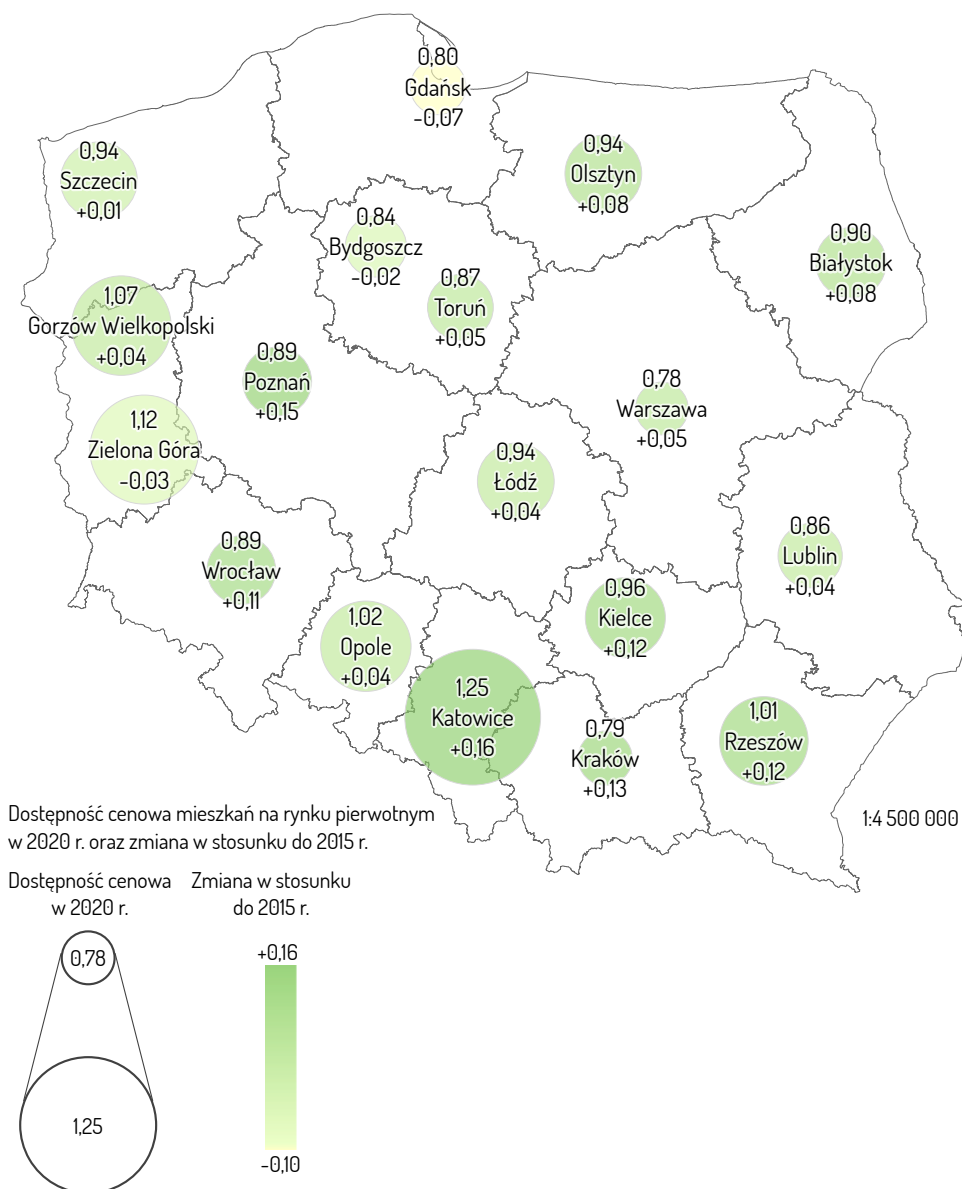 0,80
Gdańsk
-0,07
0,94
Szczecin
+0,01
0,94
Olsztyn
+0,08
0,84
Bydgoszcz
-0,02
0,90
Białystok
+0,08
0,87
Toruń
+0,05
1,07
Gorzów Wielkopolski
+0,04
0,89
Poznań
+0,15
0,78
Warszawa
+0,05
1,12
Zielona Góra
-0,03
0,94
Łódź
+0,04
0,86
Lublin
+0,04
0,89
Wrocław
+0,11
0,96
Kielce
+0,12
1,02
Opole
+0,04
1,25
Katowice
+0,16
0,79
Kraków
+0,13
1,01
Rzeszów
+0,12
Dostępność cenowa mieszkań na rynku pierwotnym
w 2020 r. oraz zmiana w stosunku do 2015 r.
1:4 500 000
Dostępność cenowa
w 2020 r.
Zmiana w stosunku
do 2015 r.
0,78
1,25
+0,16
-0,10